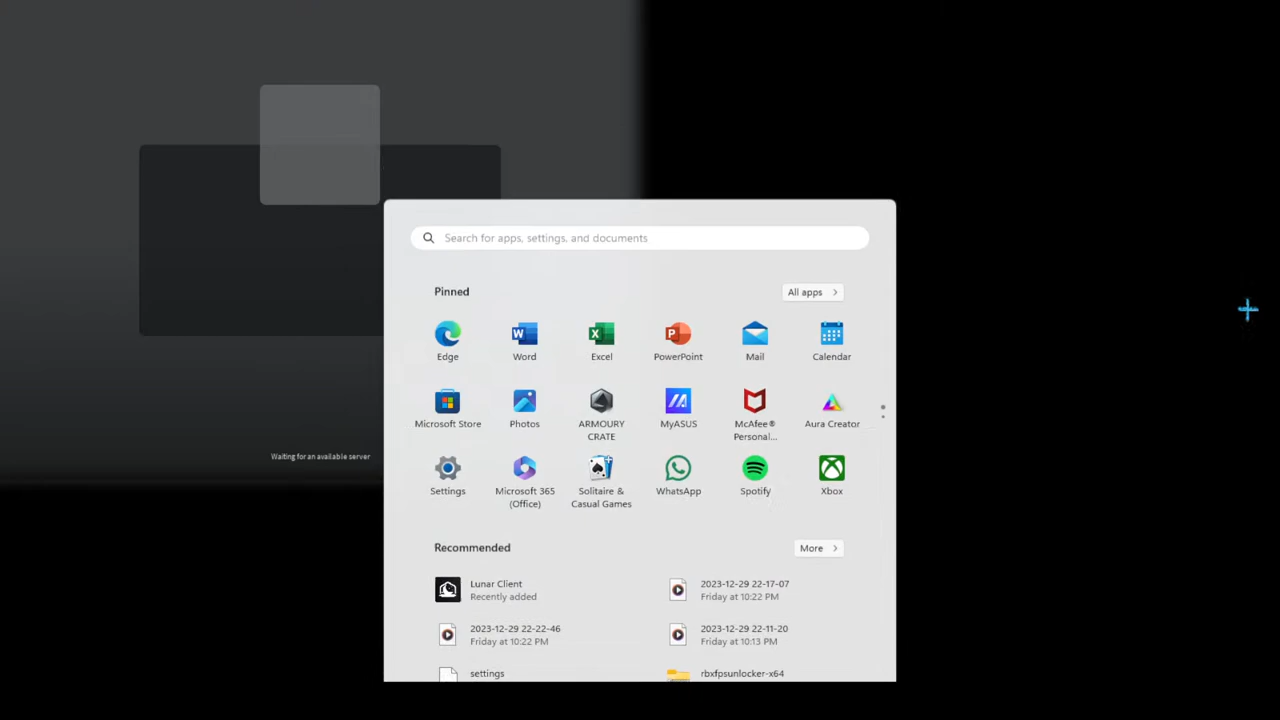 Search for apps, settings, and documents
Pinned
All apps
Edge
Word
Excel
PowerPoint
Mail
Calendar
Microsoft Store
Photos
ARMOURY
CRATE
MyASUS
McAfee®
Personal...
Aura Creator
Waiting for an available server
Settings
Microsoft 365
(Office)
Solitaire &
Casual Games
WhatsApp
Spotify
Xbox
Recommended
More
Lunar Client
Recently added
2023-12-29 22-17-07
Friday at 10:22 PM
2023-12-29 22-22-46
Friday at 10:22 PM
2023-12-29 22-11-20
Friday at 10:13 PM
settings
rbxfpsunlocker-x64